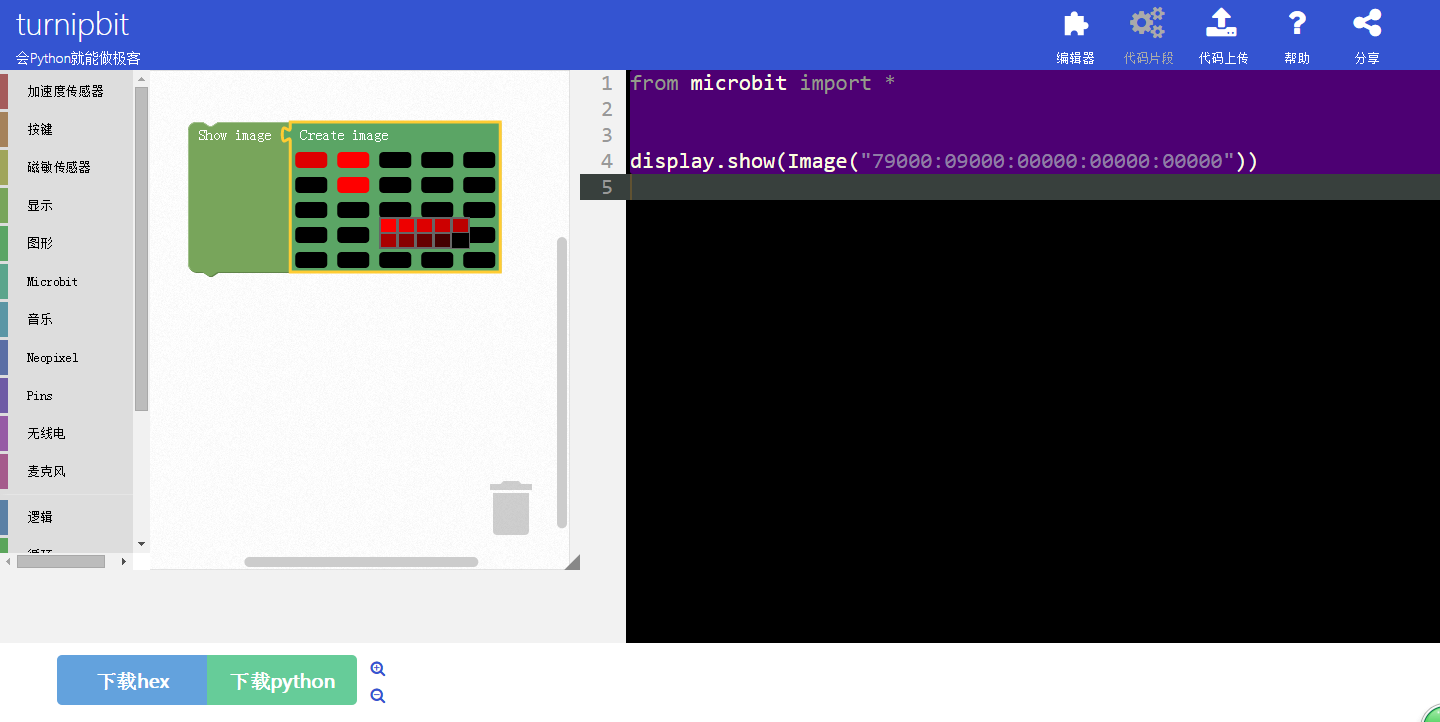 turnipbit
会Python就能做极客
编辑器
代码片段
代码上传
帮助
分享
加速度传感器
按键
磁敏传感器
显示
图形
Microbit
音乐
Neopixel
Pins
无线电
麦克风
逻辑
Show image
Create image
1 from microbit import *
2
3
4 display.show(Image("79000:09000:00000:00000:00000"))
5
下载hex
下载python